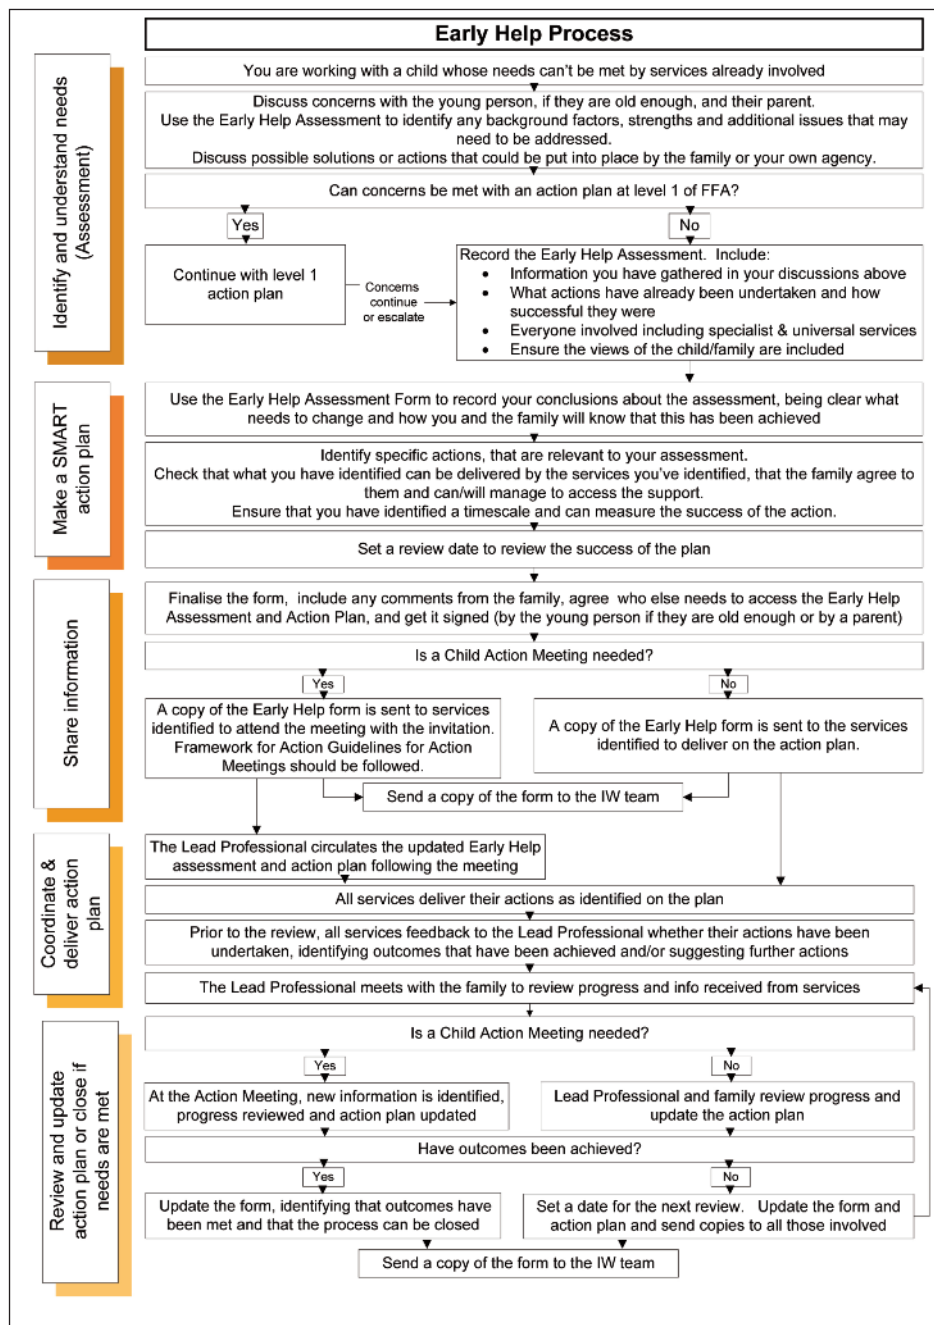 Early Help Process
Identify and understand needs
(Assessment)
You are working with a child whose needs can't be met by services already involved
Discuss concerns with the young person, if they are old enough, and their parent.
Use the Early Help Assessment to identify any background factors, strengths and additional issues that may
need to be addressed.
Discuss possible solutions or actions that could be put into place by the family or your own agency.
Can concerns be met with an action plan at level 1 of FFA?
Yes
No
Continue with level 1
action plan
Concerns
continue
or escalate
Record the Early Help Assessment.  Include:
• Information you have gathered in your discussions above
• What actions have already been undertaken and how
successful they were
• Everyone involved including specialist & universal services
• Ensure the views of the child/family are included
Make a SMART
action plan
Use the Early Help Assessment Form to record your conclusions about the assessment, being clear what
needs to change and how you and the family will know that this has been achieved
Identify specific actions, that are relevant to your assessment.
Check that what you have identified can be delivered by the services you've identified, that the family agree to
them and can/will manage to access the support.
Ensure that you have identified a timescale and can measure the success of the action.
Set a review date to review the success of the plan
Share information
Finalise the form,  include any comments from the family, agree  who else needs to access the Early Help
Assessment and Action Plan, and get it signed (by the young person if they are old enough or by a parent)
Is a Child Action Meeting needed?
Yes
No
A copy of the Early Help form is sent to services
identified to attend the meeting with the invitation.
Framework for Action Guidelines for Action
Meetings should be followed.
A copy of the Early Help form is sent to the services
identified to deliver on the action plan.
Send a copy of the form to the IW team
Coordinate &
deliver action
plan
The Lead Professional circulates the updated Early Help
assessment and action plan following the meeting
All services deliver their actions as identified on the plan
Prior to the review, all services feedback to the Lead Professional whether their actions have been
undertaken, identifying outcomes that have been achieved and/or suggesting further actions
The Lead Professional meets with the family to review progress and info received from services
Review and update
action plan or close if
needs are met
Is a Child Action Meeting needed?
Yes
No
At the Action Meeting, new information is identified,
progress reviewed and action plan updated
Lead Professional and family review progress and
update the action plan
Have outcomes been achieved?
Yes
No
Update the form, identifying that outcomes have
been met and that the process can be closed
Set a date for the next review.   Update the form and
action plan and send copies to all those involved
Send a copy of the form to the IW team